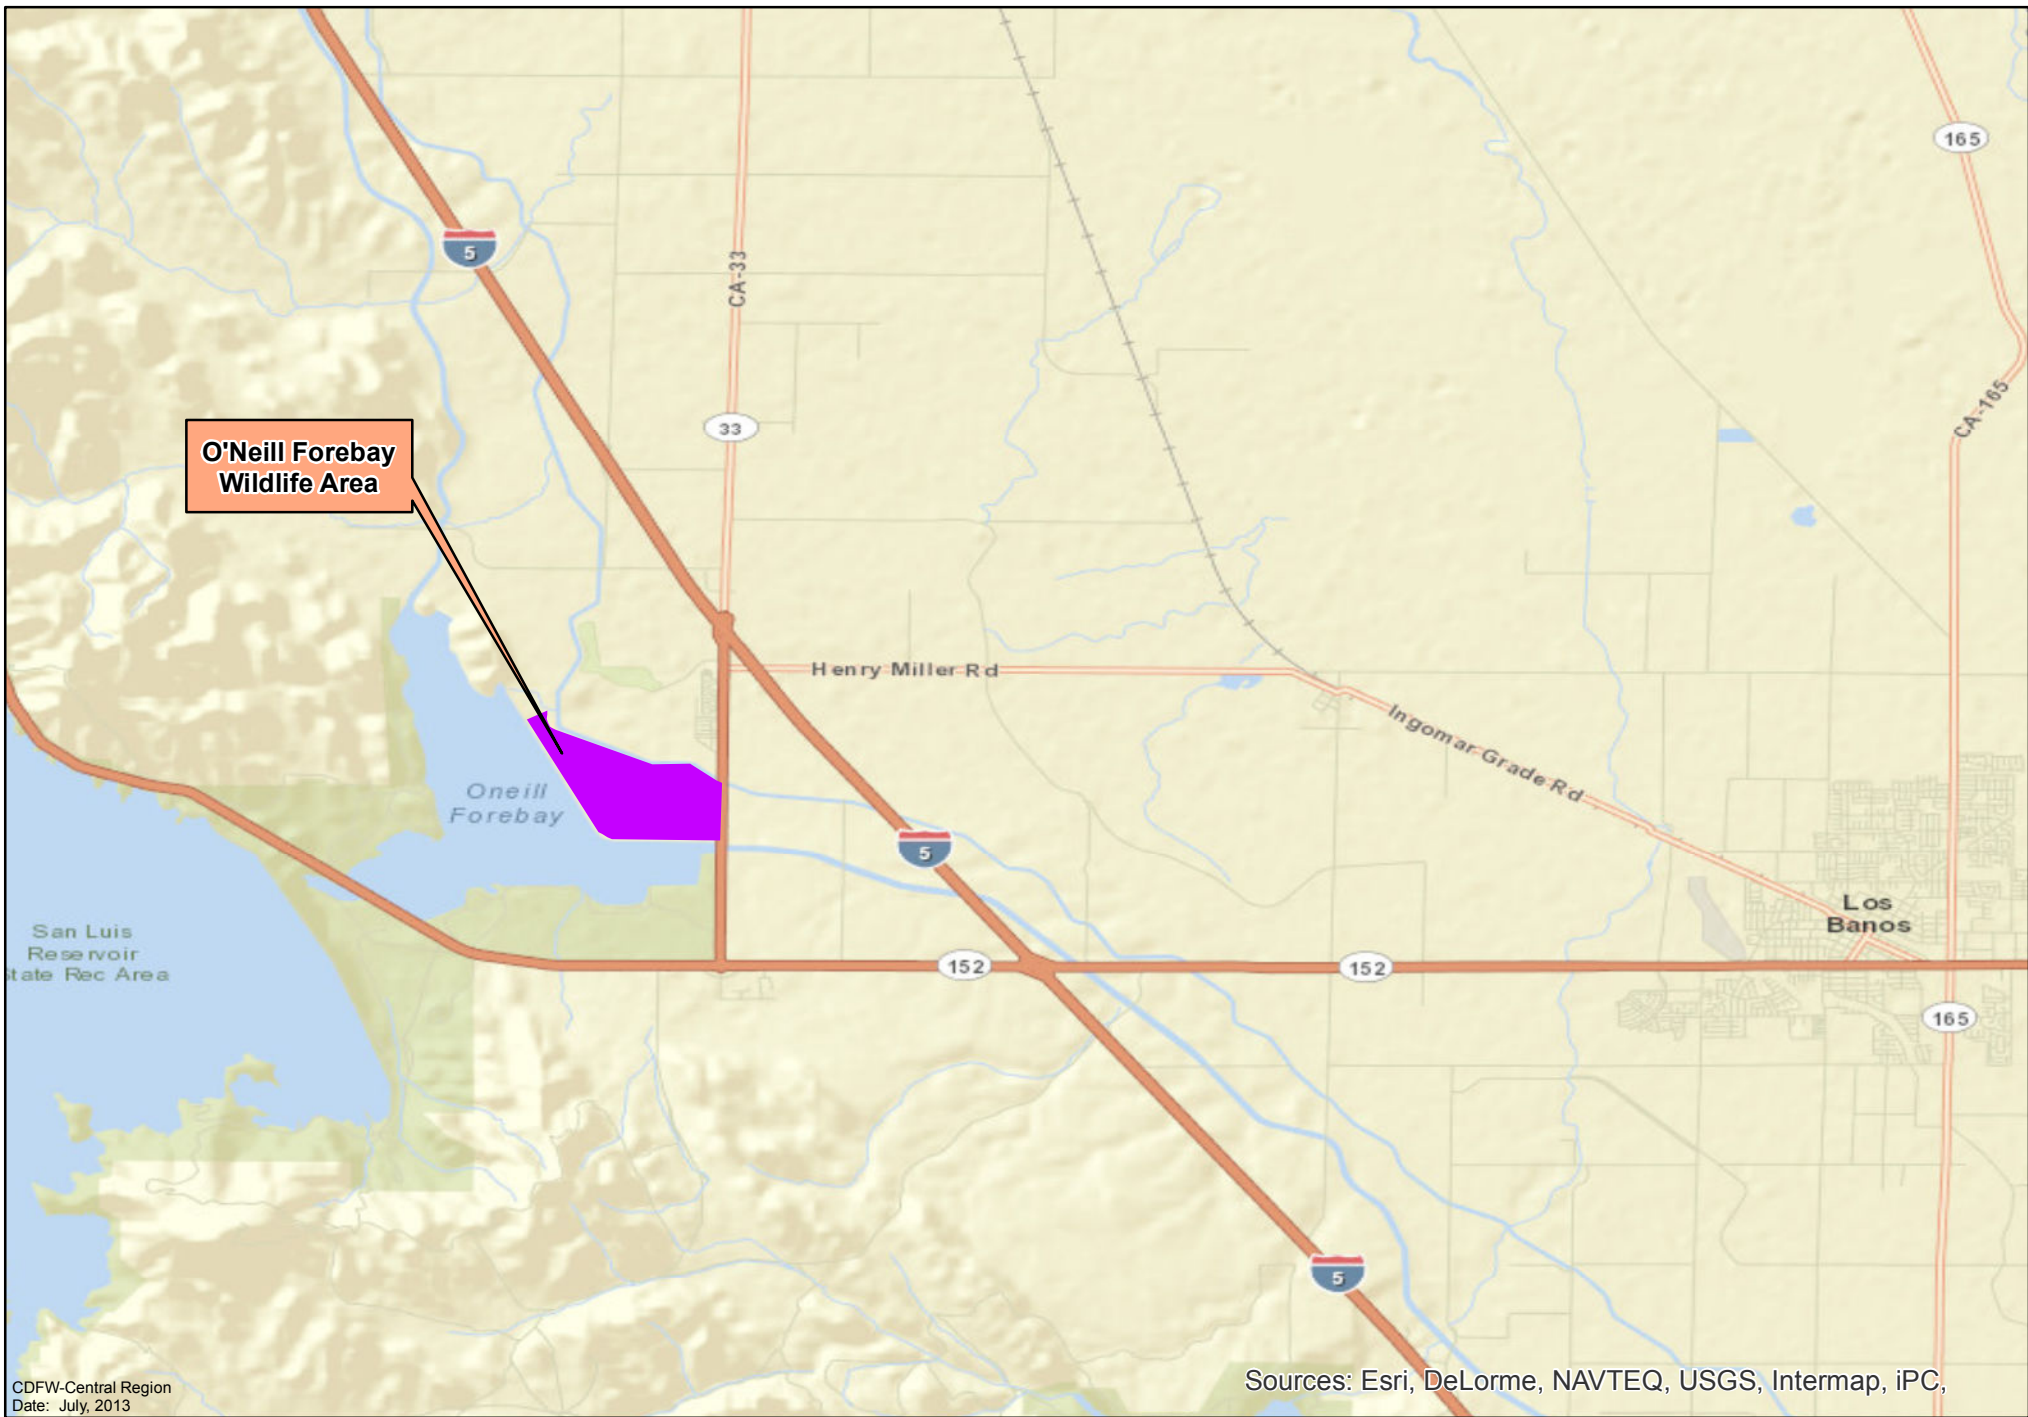 165
5
CA-33
CA-165
33
O'Neill Forebay
Wildlife Area
Henry Miller Rd
Ingomar Grade Rd
Oneill
Forebay
5
Los
Banos
San Luis
Reservoir
State Rec Area
152
152
165
5
Sources: Esri, DeLorme, NAVTEQ, USGS, Intermap, iPC,
CDFW-Central Region
Date: July, 2013